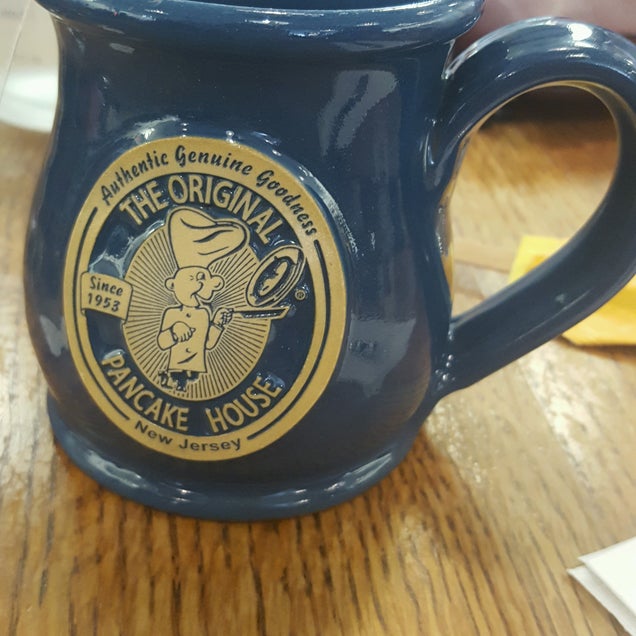 Authentic Genuine Goodness
THE ORIGINAL
Since
1953
®
PANCAKE HOUSE
New Jersey